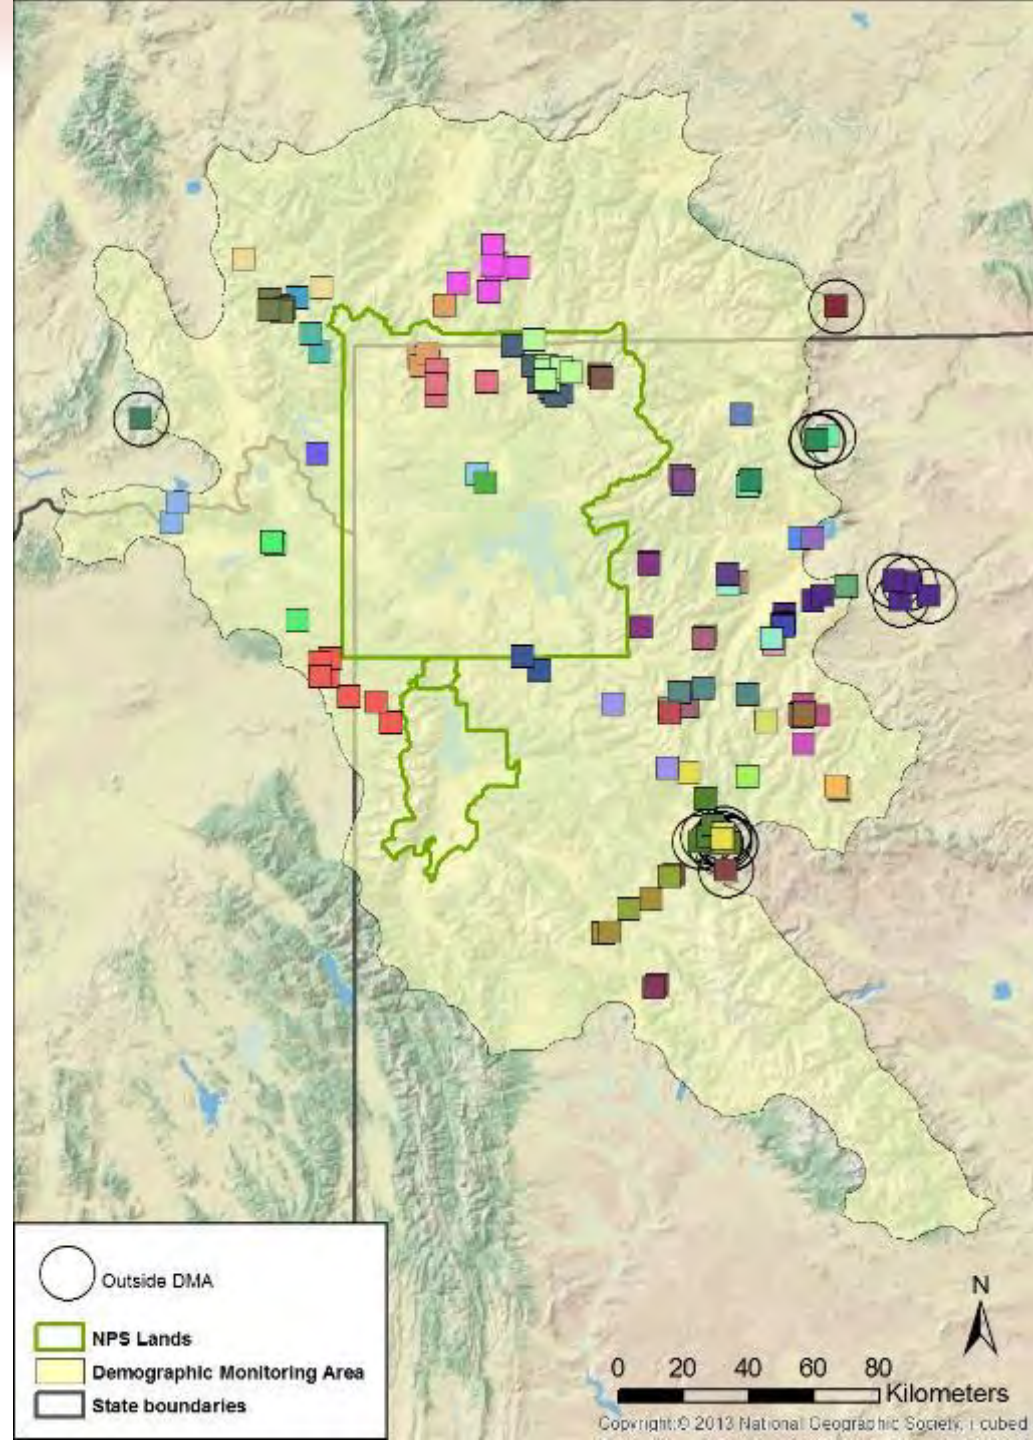 N
0 20 40 60 80
Kilometers
Copyright:© 2013 National Geographic Society, i-cubed
Outside DMA
NPS Lands
Demographic Monitoring Area
State boundaries